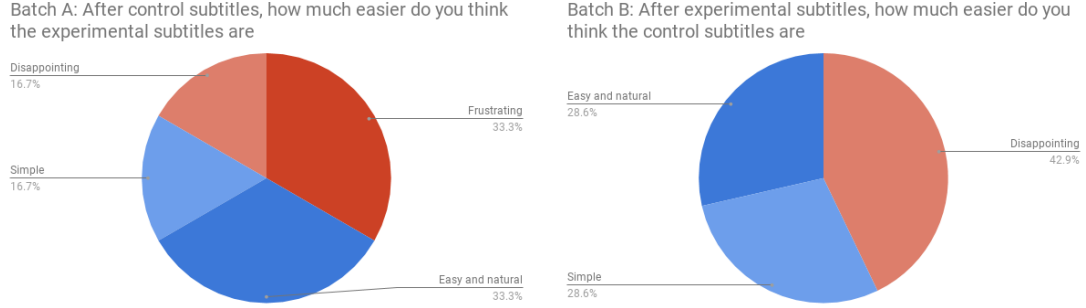 Batch A: After control subtitles, how much easier do you think
the experimental subtitles are
Disappointing
16.7%
Frustrating
33.3%
Simple
16.7%
Easy and natural
33.3%
Batch B: After experimental subtitles, how much easier do you
think the control subtitles are
Easy and natural
28.6%
Disappointing
42.9%
Simple
28.6%